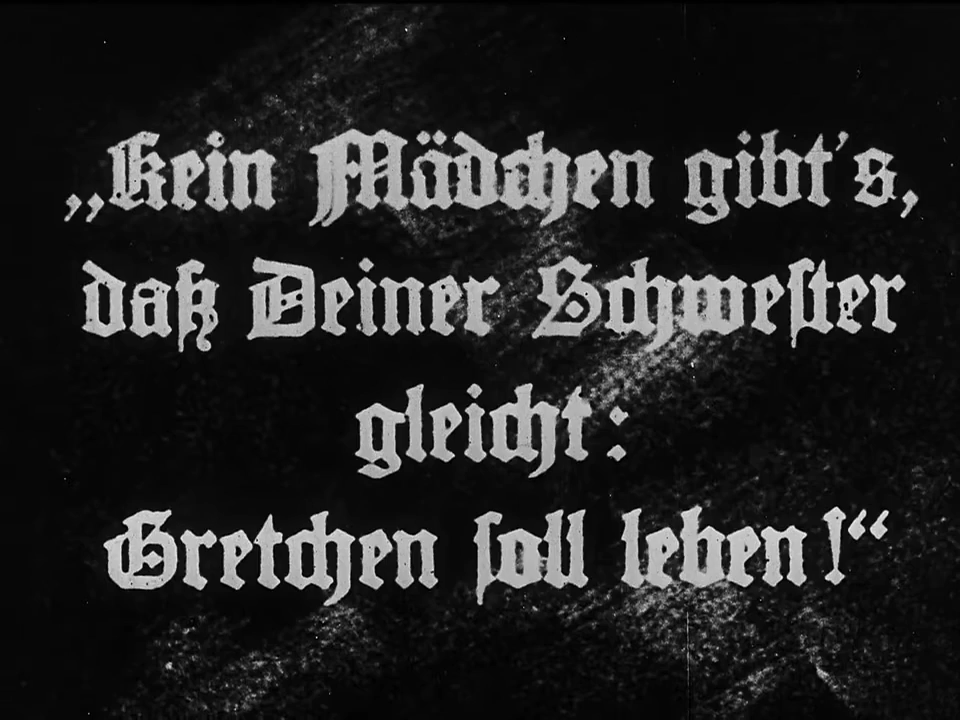 „Kein Mädchen gibt's,
daß Deiner Schweſter
gleicht:
Gretchen ſoll leben!“